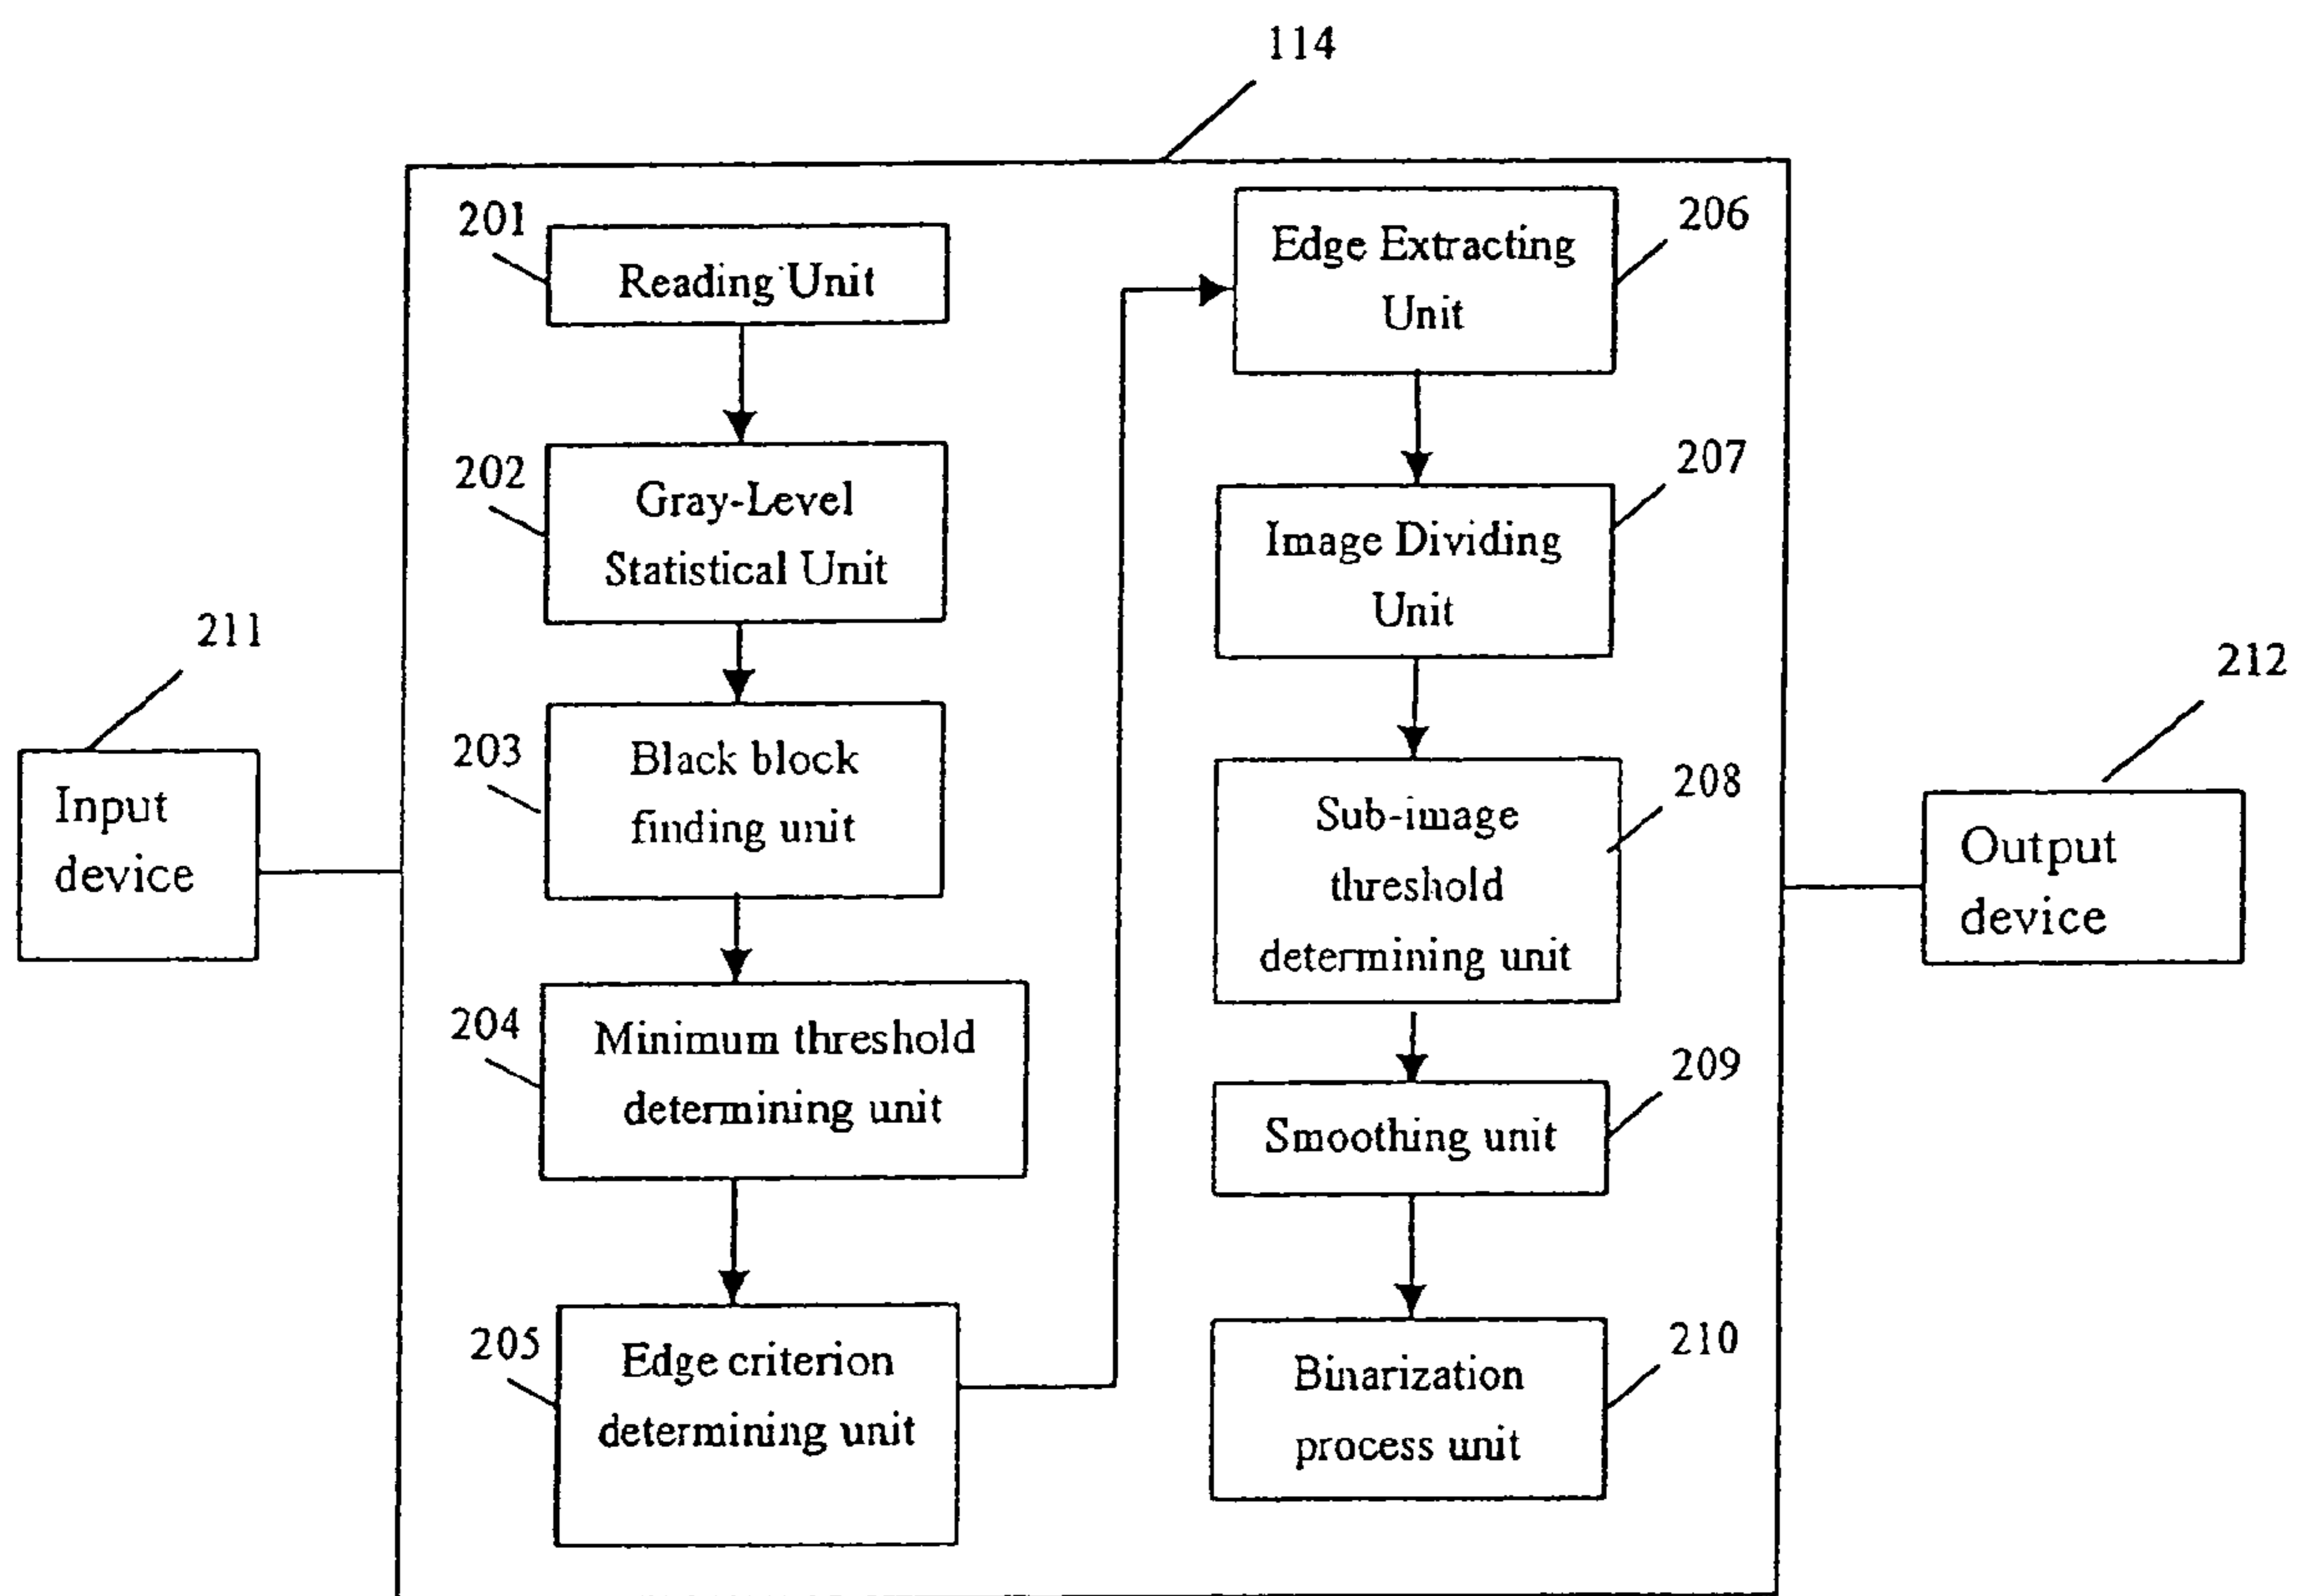 114
201
Reading Unit
202
Gray-Level
Statistical Unit
203
Black block
finding unit
204
Minimum threshold
determining unit
205
Edge criterion
determining unit
206
Edge Extracting
Unit
207
Image Dividing
Unit
208
Sub-image
threshold
determining unit
209
Smoothing unit
210
Binarization
process unit
211
Input
device
212
Output
device